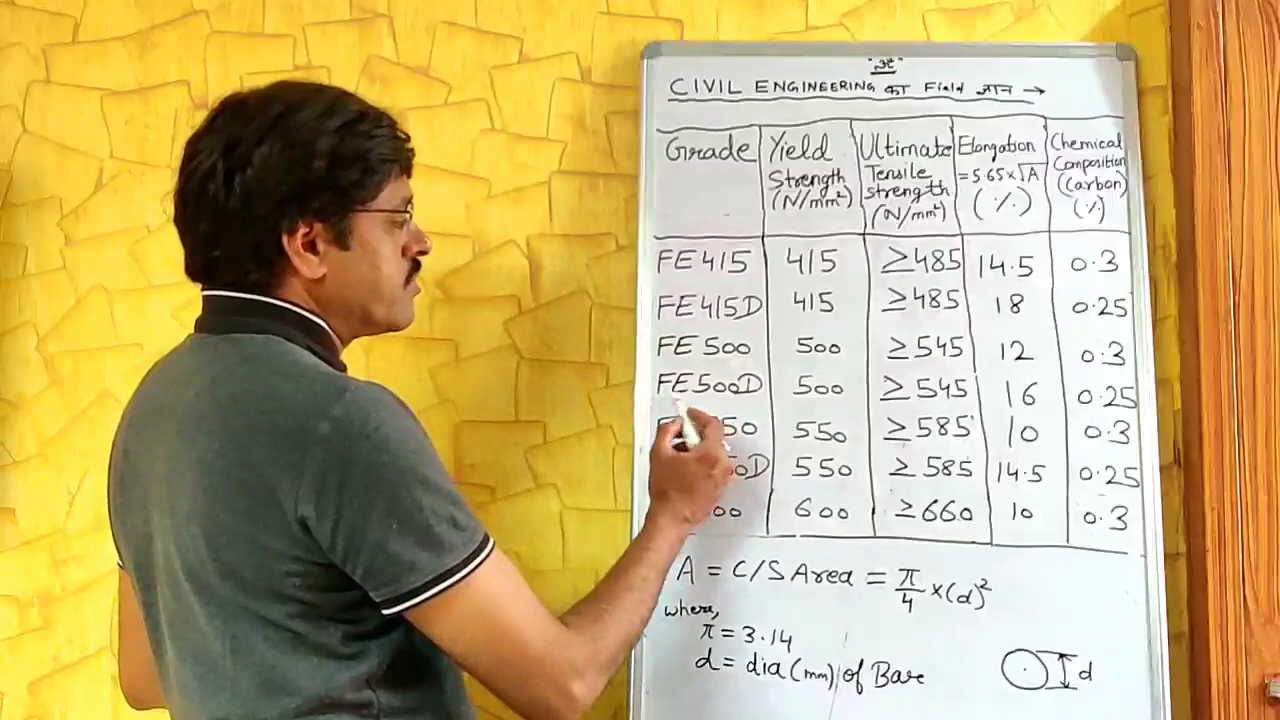 "ॐ"
CIVIL ENGINEERING का Field ज्ञान →
Grade Yield Strength (N/mm²) Ultimate Tensile strength (N/mm²) Elongation = 5.65×√A (%) Chemical Composition (Carbon) (%)
FE415 415 ≥485 14.5 0.3
FE415D 415 ≥485 18 0.25
FE500 500 ≥545 12 0.3
FE500D 500 ≥545 16 0.25
50 550 ≥585 10 0.3
50D 550 ≥585 14.5 0.25
00 600 ≥660 10 0.3
A = C/S Area = π/4 ×(d)²
where,
π = 3.14
d = dia (mm) of Bar
d